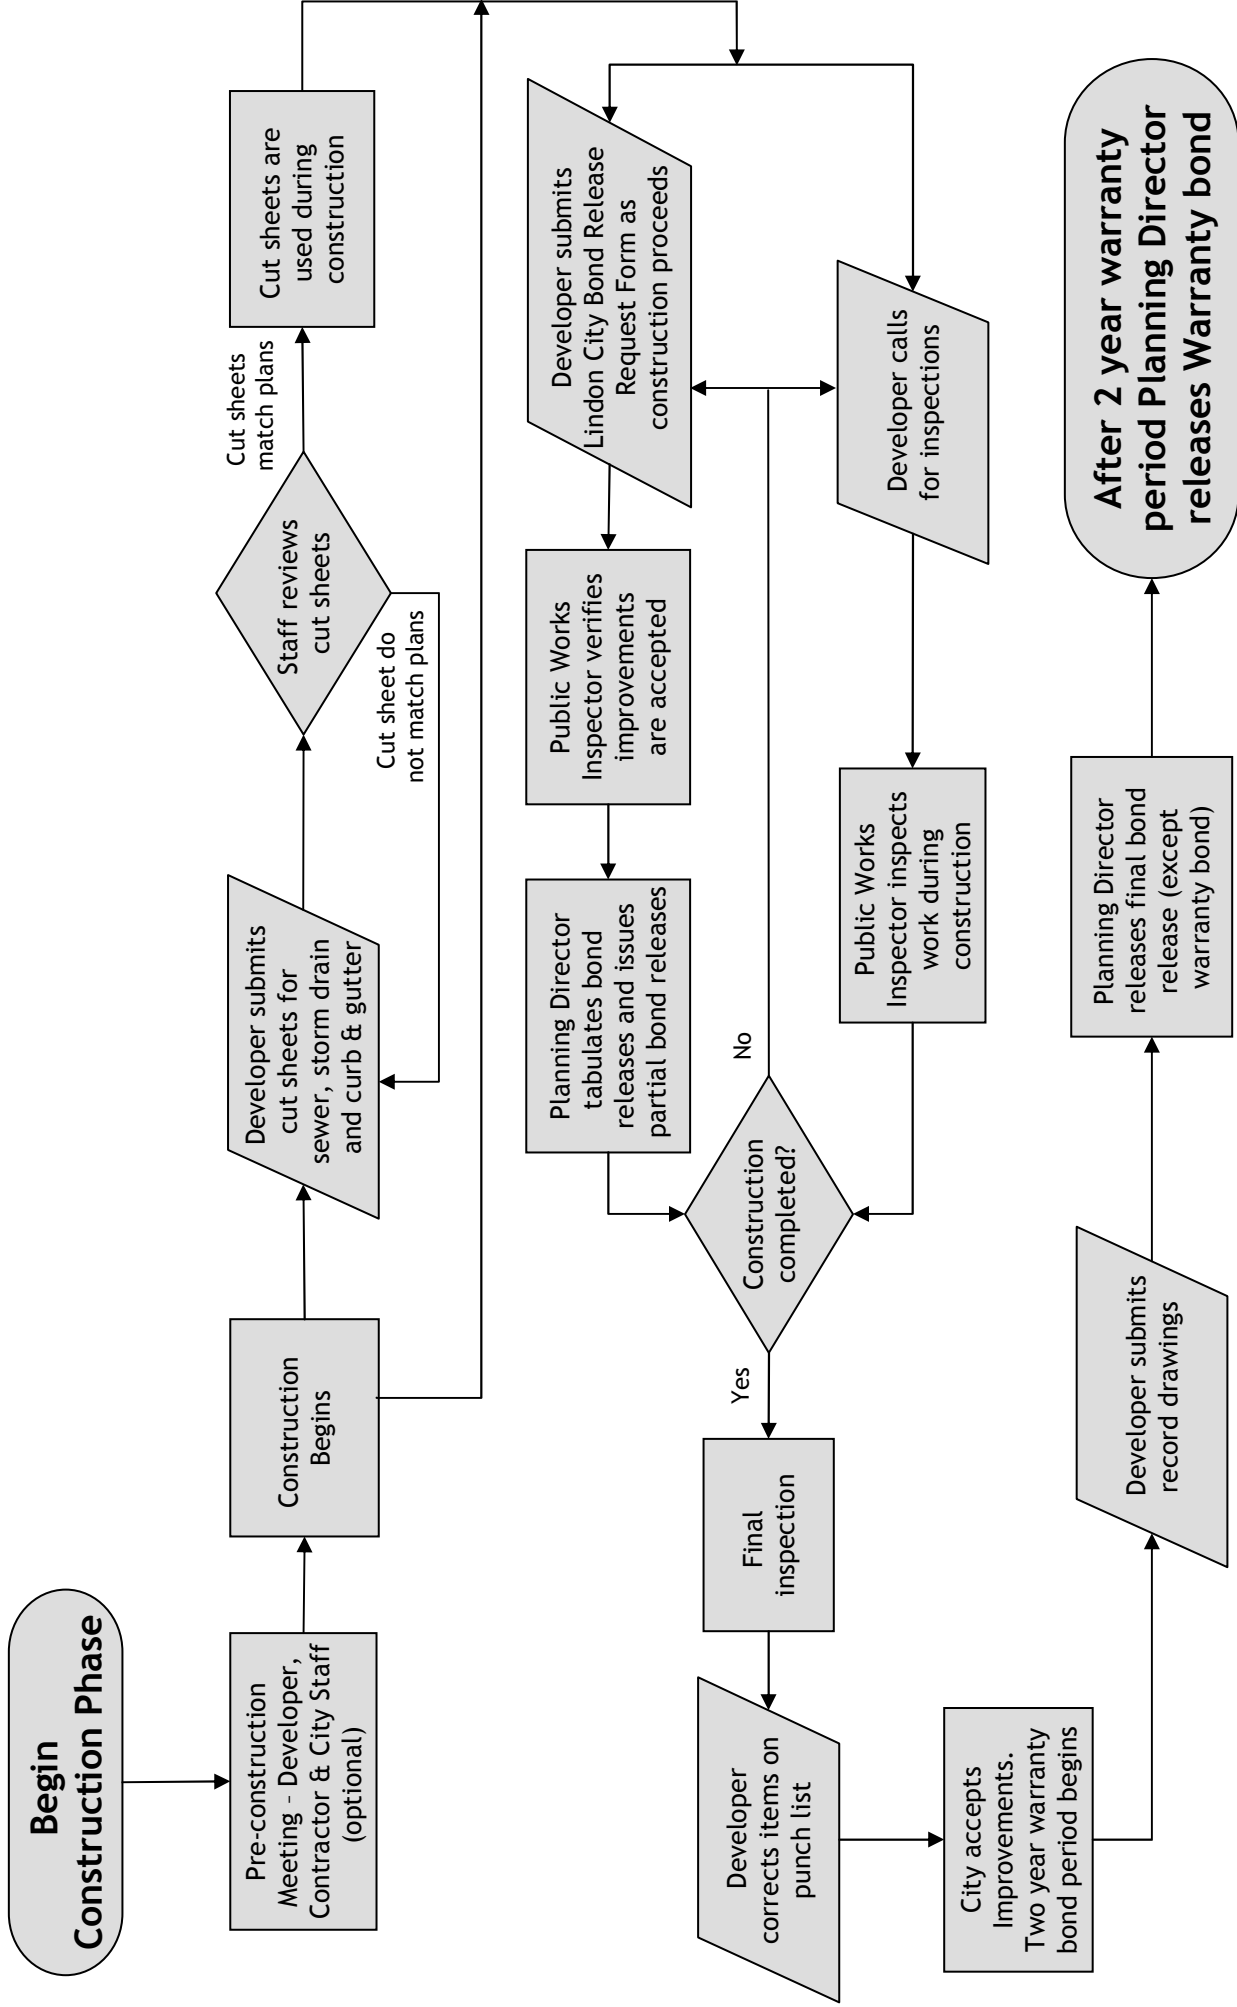 Begin
Construction Phase
Pre-construction
Meeting - Developer,
Contractor & City Staff
(optional)
Construction
Begins
Developer submits
cut sheets for
sewer, storm drain
and curb & gutter
Staff reviews
cut sheets
Cut sheet do
not match plans
Cut sheets
match plans
Cut sheets are
used during
construction
Developer submits
Lindon City Bond Release
Request Form as
construction proceeds
Public Works
Inspector verifies
improvements
are accepted
Planning Director
tabulates bond
releases and issues
partial bond releases
Developer calls
for inspections
Public Works
Inspector inspects
work during
construction
Construction
completed?
No
Yes
Final
inspection
Developer
corrects items on
punch list
City accepts
Improvements.
Two year warranty
bond period begins
Developer submits
record drawings
Planning Director
releases final bond
release (except
warranty bond)
After 2 year warranty
period Planning Director
releases Warranty bond